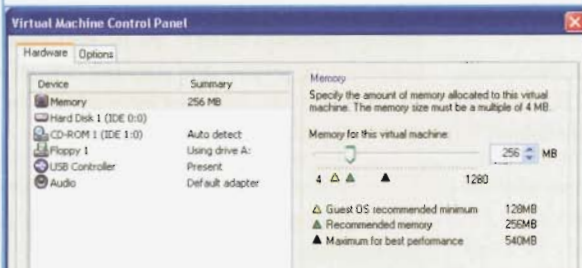 Virtual Machine Control Panel
Hardware Options
Device Summary
Memory 256 MB
Hard Disk 1 (IDE 0:0)
CD-ROM 1 (IDE 1:0) Auto detect
Floppy 1 Using drive A:
USB Controller Present
Audio Default adapter
Memory
Specify the amount of memory allocated to this virtual
machine. The memory size must be a multiple of 4 MB.
Memory for this virtual machine:
256 MB
4 1280
Guest OS recommended minimum 128MB
Recommended memory 256MB
Maximum for best performance 540MB